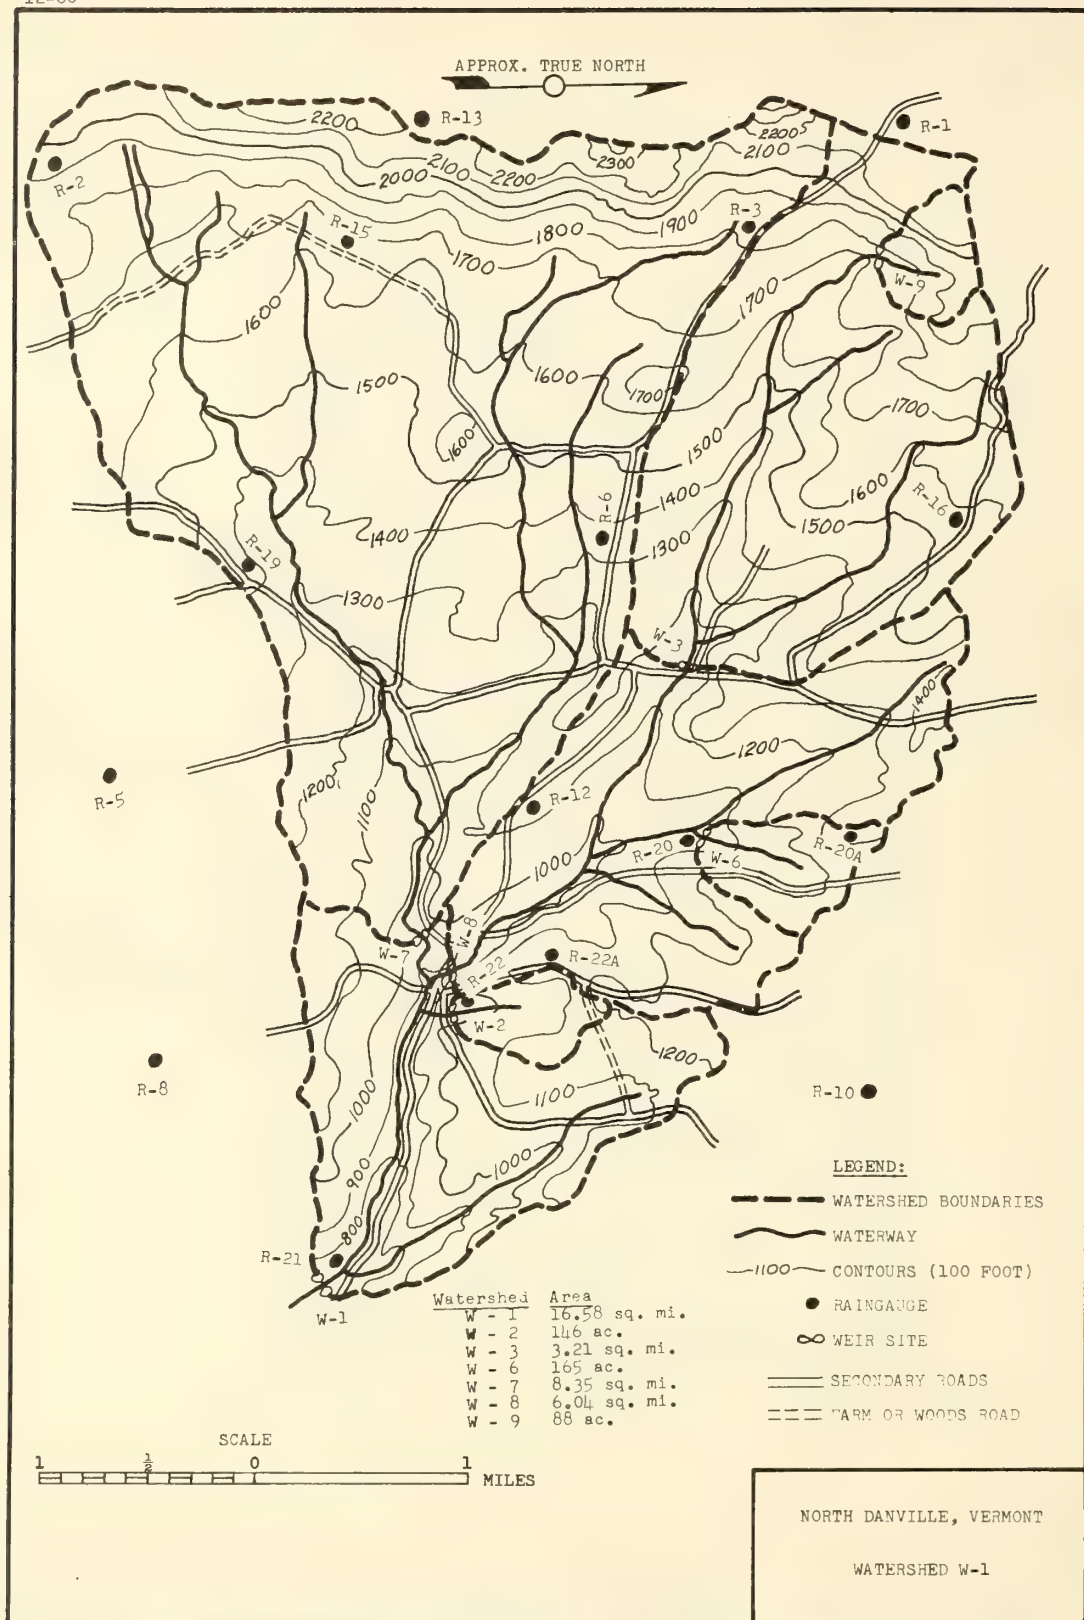 APPROX. TRUE NORTH
2200
R-13
R-1
2200
2300
2100
2100
2200
2000
R-2
R-3
R-15
1800
1900
1700
1700
W-9
1600
1600
1500
1700
1700
1600
1500
1400
1600
R-16
1500
R-6
1400
1300
R-19
1300
W-3
1400
1200
R-5
1200
1100
R-12
1000
R-20
W-6
R-20A
W-8
W-7
R-22
R-22A
W-2
1200
R-8
1000
1100
R-10
1000
900
800
R-21
W-1
LEGEND:
WATERSHED BOUNDARIES
WATERWAY
1100 CONTOURS (100 FOOT)
RAINGAUGE
WEIR SITE
SECONDARY ROADS
FARM OR WOODS ROAD
Watershed Area
W - 1 16.58 sq. mi.
W - 2 146 ac.
W - 3 3.21 sq. mi.
W - 6 165 ac.
W - 7 8.35 sq. mi.
W - 8 6.04 sq. mi.
W - 9 88 ac.
SCALE
1 ½ 0 1
MILES
NORTH DANVILLE, VERMONT
WATERSHED W-1